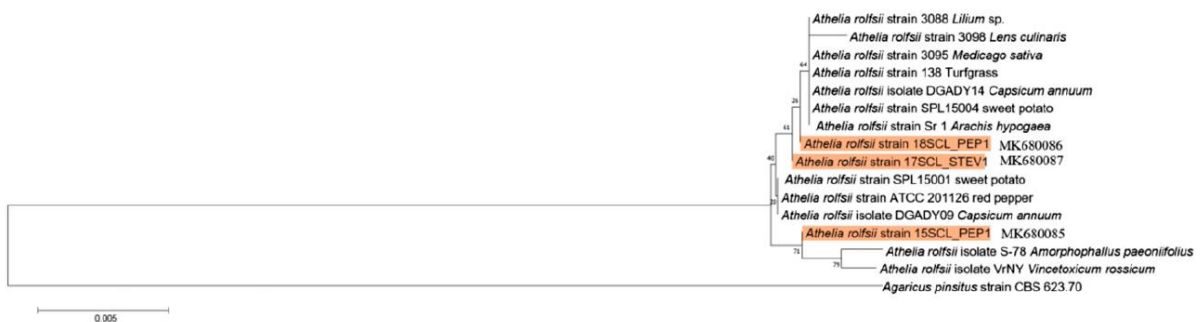 Athelia rolfsii strain 3088 Lilium sp.
Athelia rolfsii strain 3098 Lens culinaris
64
Athelia rolfsii strain 3095 Medicago sativa
Athelia rolfsii strain 138 Turfgrass
Athelia rolfsii isolate DGADY14 Capsicum annuum
26
Athelia rolfsii strain SPL15004 sweet potato
61
Athelia rolfsii strain Sr 1 Arachis hypogaea
Athelia rolfsii strain 18SCL_PEP1 MK680086
40
Athelia rolfsii strain 17SCL_STEV1 MK680087
Athelia rolfsii strain SPL15001 sweet potato
Athelia rolfsii strain ATCC 201126 red pepper
Athelia rolfsii isolate DGADY09 Capsicum annuum
Athelia rolfsii strain 15SCL_PEP1 MK680085
71
Athelia rolfsii isolate S-78 Amorphophallus paeoniifolius
75
Athelia rolfsii isolate VrNY Vincetoxicum rossicum
Agaricus pinsitus strain CBS 623.70
0.005